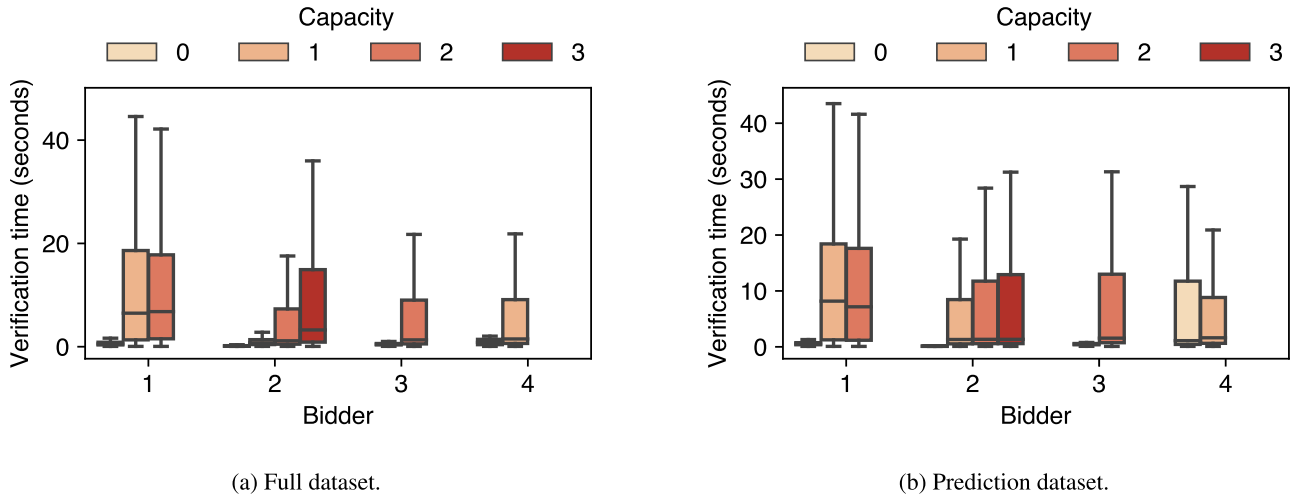 Capacity
0 1 2 3
Verification time (seconds)
40
20
0
1 2 3 4
Bidder
(a) Full dataset.
Capacity
0 1 2 3
Verification time (seconds)
40
30
20
10
0
1 2 3 4
Bidder
(b) Prediction dataset.